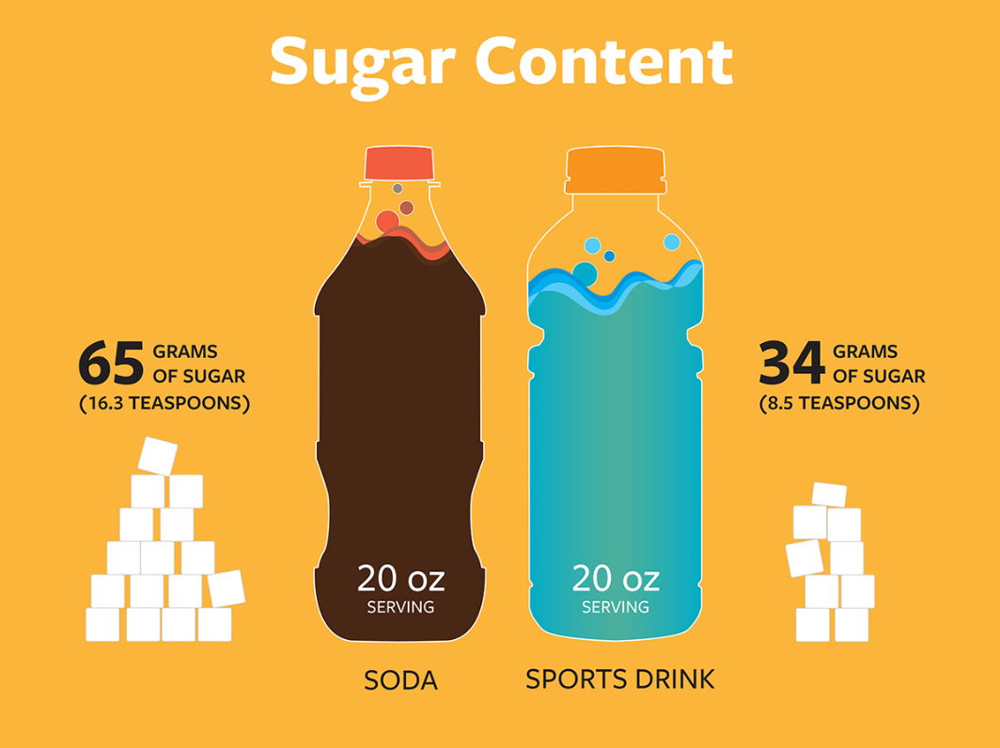 Sugar Content
65 GRAMS
OF SUGAR
(16.3 TEASPOONS)
20 oz
SERVING
SODA
20 oz
SERVING
SPORTS DRINK
34 GRAMS
OF SUGAR
(8.5 TEASPOONS)